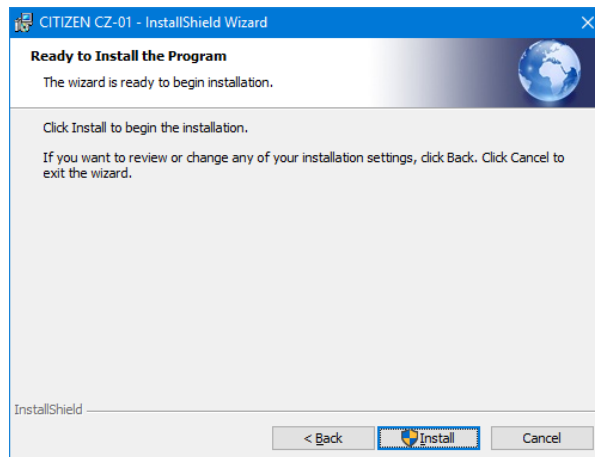 CITIZEN CZ-01 - InstallShield Wizard
Ready to Install the Program
The wizard is ready to begin installation.
Click Install to begin the installation.
If you want to review or change any of your installation settings, click Back. Click Cancel to
exit the wizard.
InstallShield
< Back
Install
Cancel